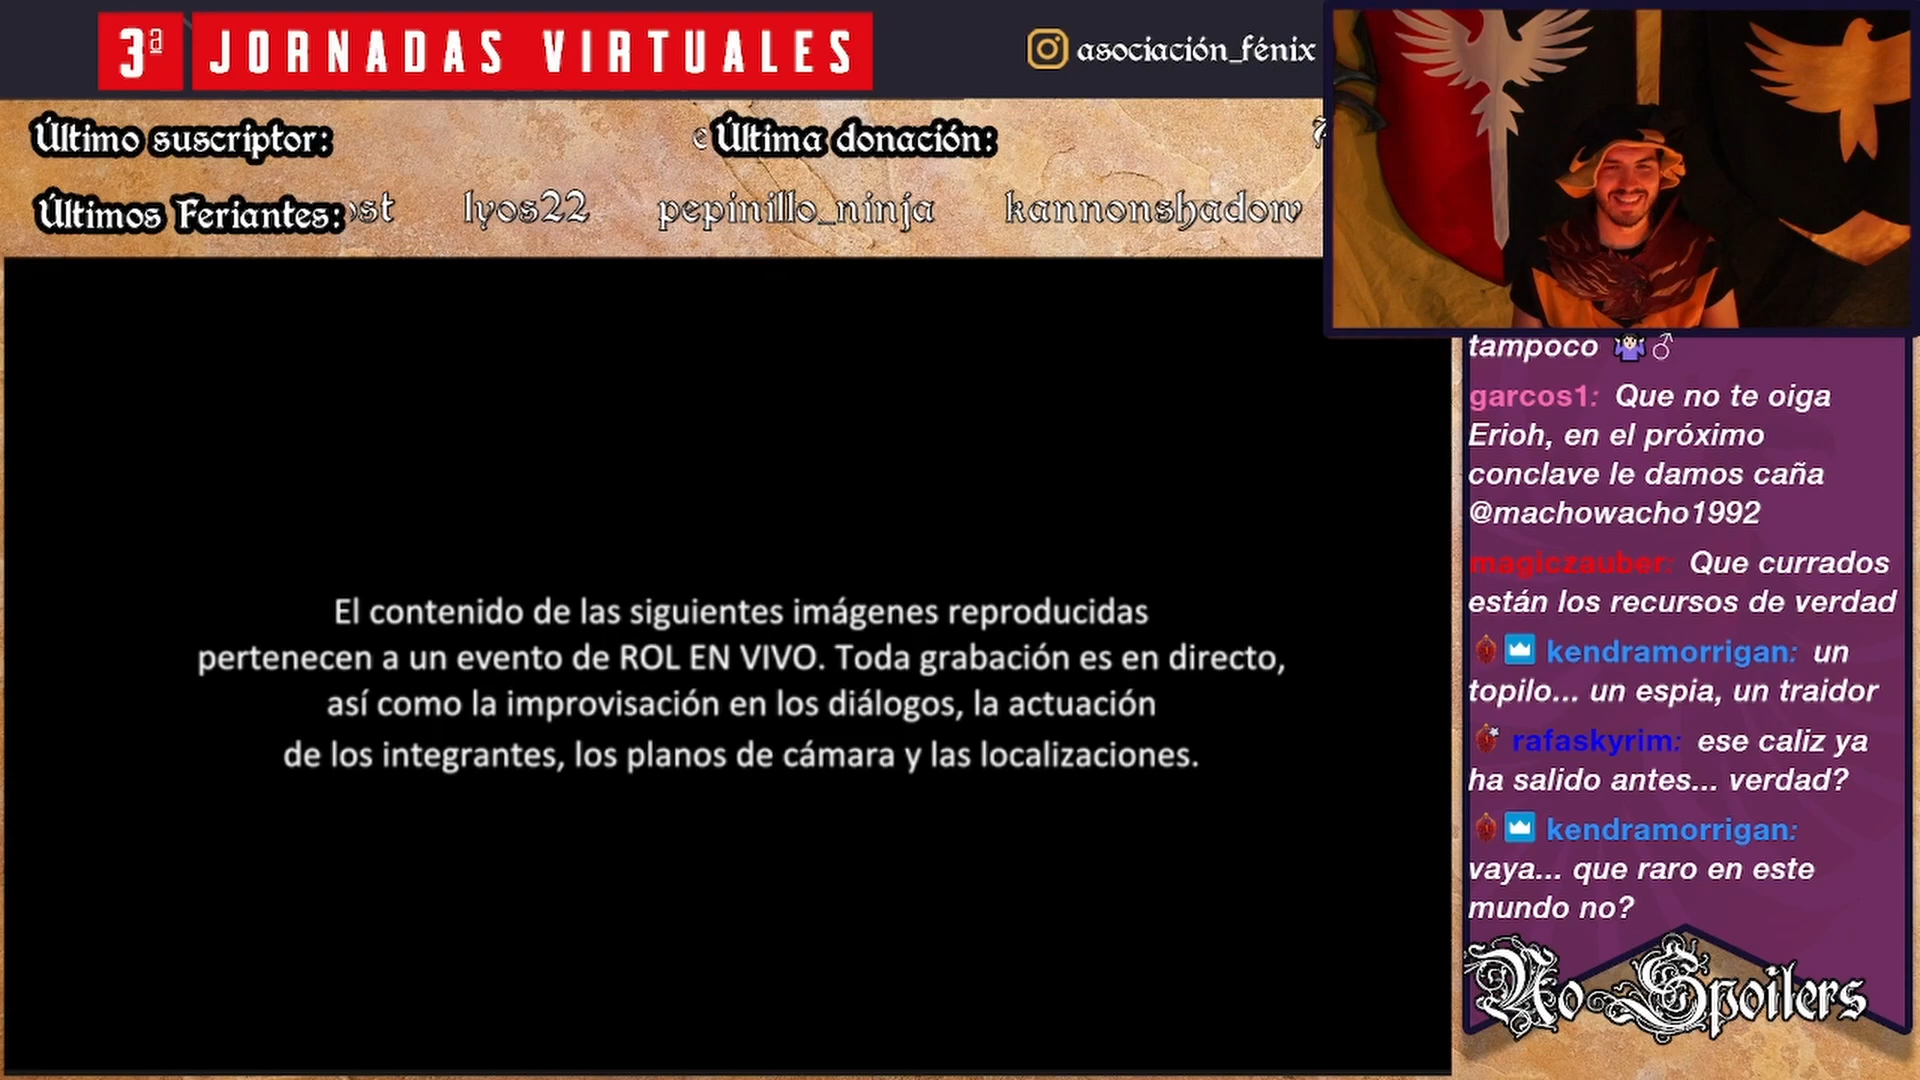 3ª JORNADAS VIRTUALES
asociación_fénix
Último suscriptor:
Última donación:
Últimos Feriantes:
lyos22 pepinillo_ninja kannonshadow
El contenido de las siguientes imágenes reproducidas
pertenecen a un evento de ROL EN VIVO. Toda grabación es en directo,
así como la improvisación en los diálogos, la actuación
de los integrantes, los planos de cámara y las localizaciones.
tampoco 🤷🏻♂
garcos1: Que no te oiga
Erioh, en el próximo
conclave le damos caña
@machowacho1992
magiczauber: Que currados
están los recursos de verdad
kendramorrigan: un
topilo... un espia, un traidor
rafaskyrim: ese caliz ya
ha salido antes... verdad?
kendramorrigan:
vaya... que raro en este
mundo no?
No Spoilers